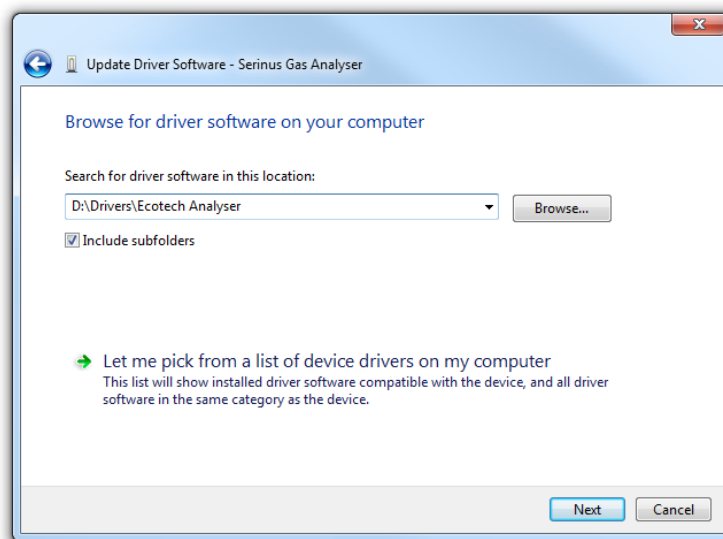 Update Driver Software - Serinus Gas Analyser
Browse for driver software on your computer
Search for driver software in this location:
D:\Drivers\Ecotech Analyser
Browse...
Include subfolders
Let me pick from a list of device drivers on my computer
This list will show installed driver software compatible with the device, and all driver
software in the same category as the device.
Next
Cancel